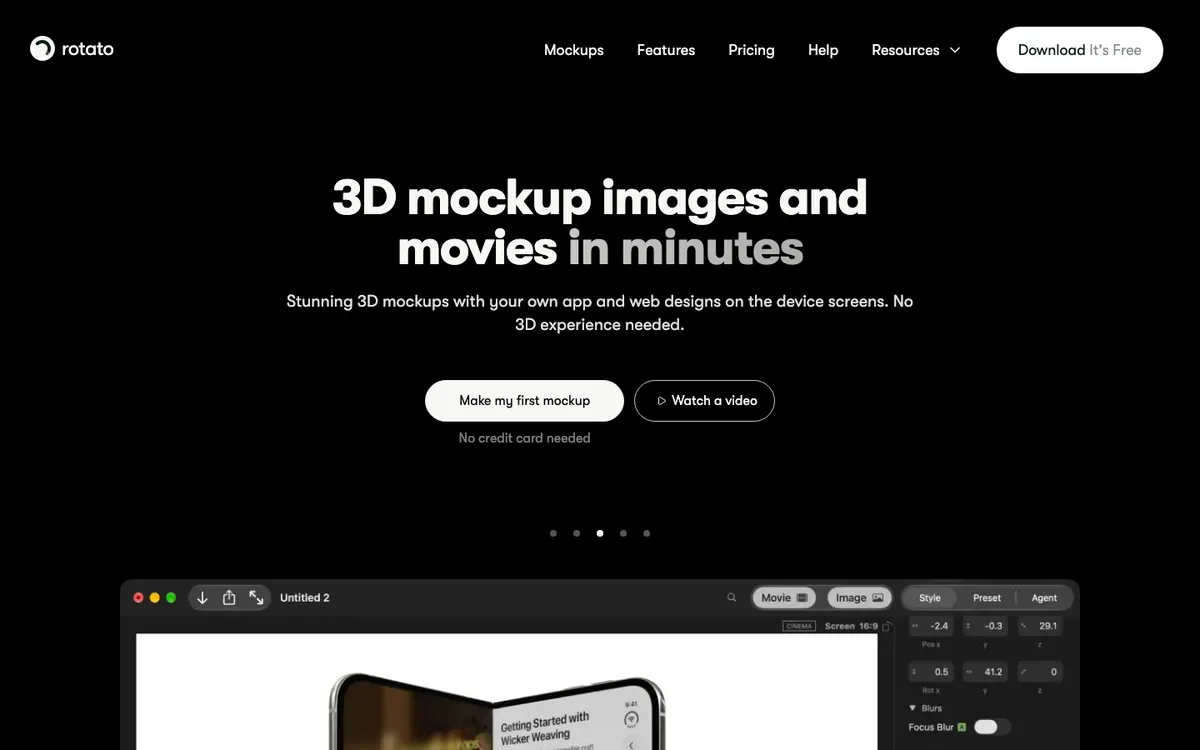 rotato
Mockups
Features
Pricing
Help
Resources
Download It's Free
3D mockup images and
movies in minutes
Stunning 3D mockups with your own app and web designs on the device screens. No
3D experience needed.
Make my first mockup
Watch a video
No credit card needed
Untitled 2
Movie
Image
Style
Preset
Agent
CINEMA
Screen 16:9
-2.4
-0.3
29.1
Pos x
y
z
0.5
41.2
0
Rot x
y
z
Blurs
Focus Blur
9:41
Getting Started with
Wicker Weaving